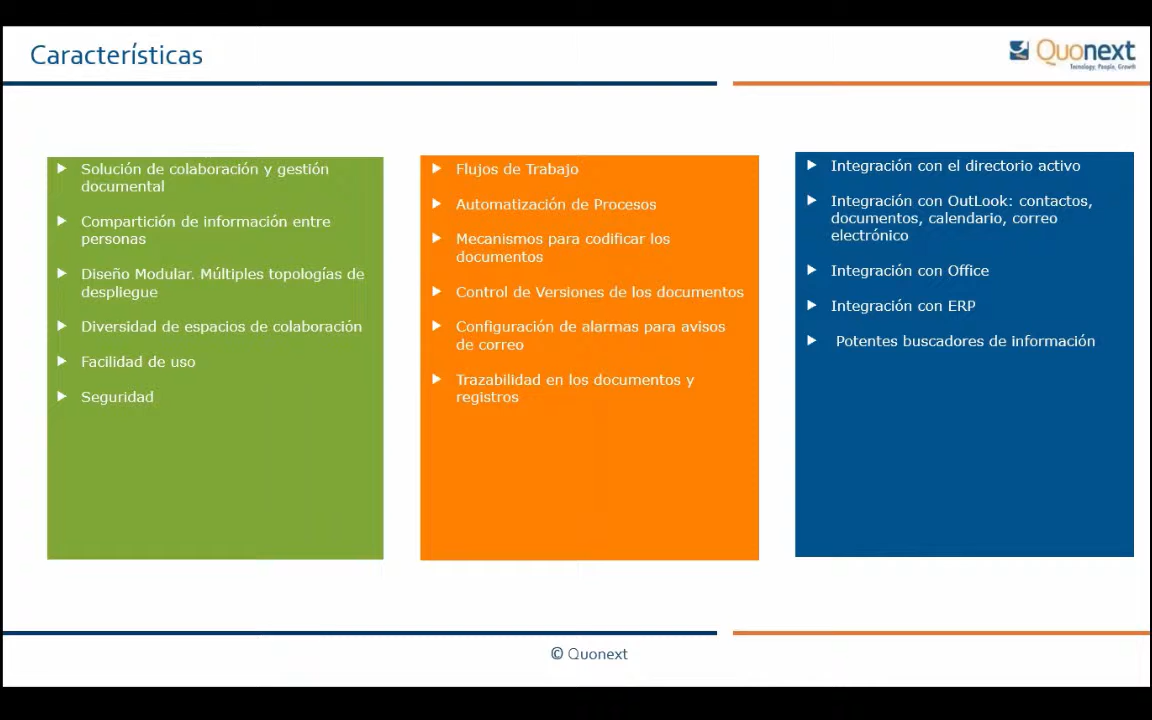 Características
Quonext
Tecnology, People, Growth
Solución de colaboración y gestión
documental
Compartición de información entre
personas
Diseño Modular. Múltiples topologías de
despliegue
Diversidad de espacios de colaboración
Facilidad de uso
Seguridad
Flujos de Trabajo
Automatización de Procesos
Mecanismos para codificar los
documentos
Control de Versiones de los documentos
Configuración de alarmas para avisos
de correo
Trazabilidad en los documentos y
registros
Integración con el directorio activo
Integración con OutLook: contactos,
documentos, calendario, correo
electrónico
Integración con Office
Integración con ERP
Potentes buscadores de información
© Quonext